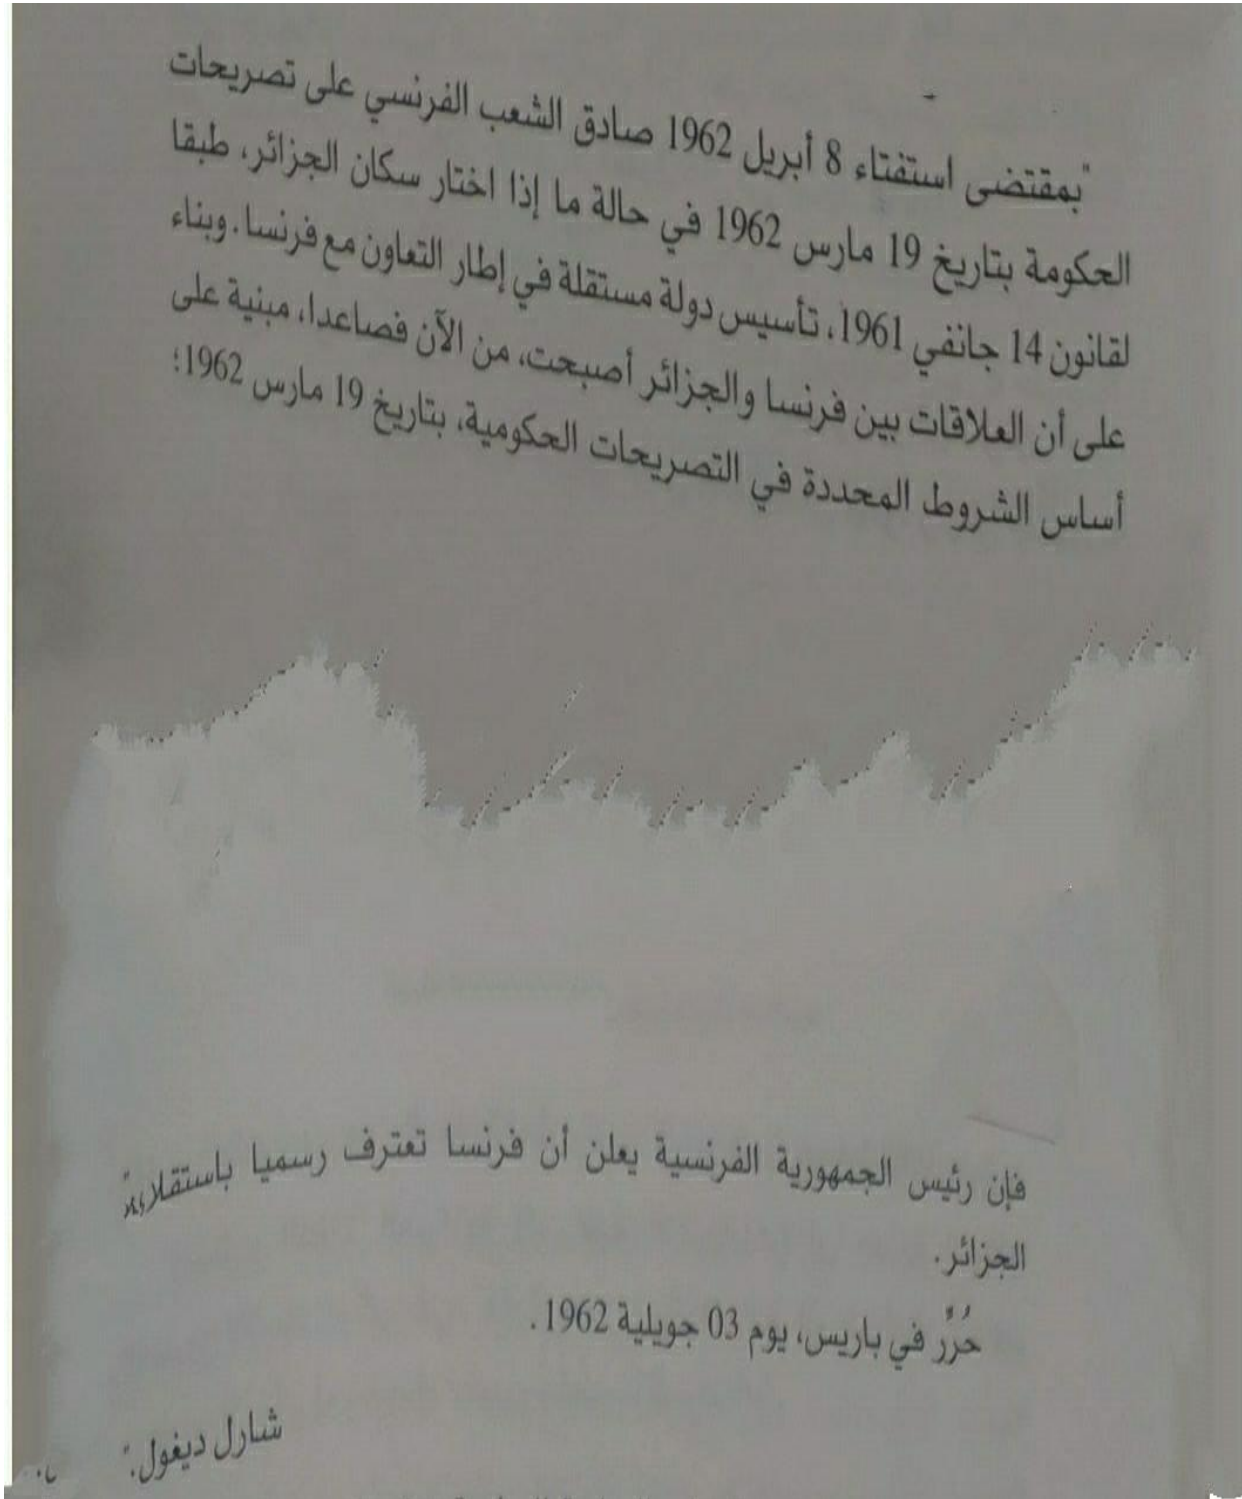 "بمقتضى استفتاء 8 أبريل 1962 صادق الشعب الفرنسي على تصريحات
الحكومة بتاريخ 19 مارس 1962 في حالة ما إذا اختار سكان الجزائر، طبقا
لقانون 14 جانفي 1961، تأسيس دولة مستقلة في إطار التعاون مع فرنسا. وبناء
على أن العلاقات بين فرنسا والجزائر أصبحت، من الآن فصاعدا، مبنية على
أساس الشروط المحددة في التصريحات الحكومية، بتاريخ 19 مارس 1962؛
فإن رئيس الجمهورية الفرنسية يعلن أن فرنسا تعترف رسميا
الجزائر.
حُرِّر في باريس، يوم 03 جويلية 1962.
شارل ديغول."